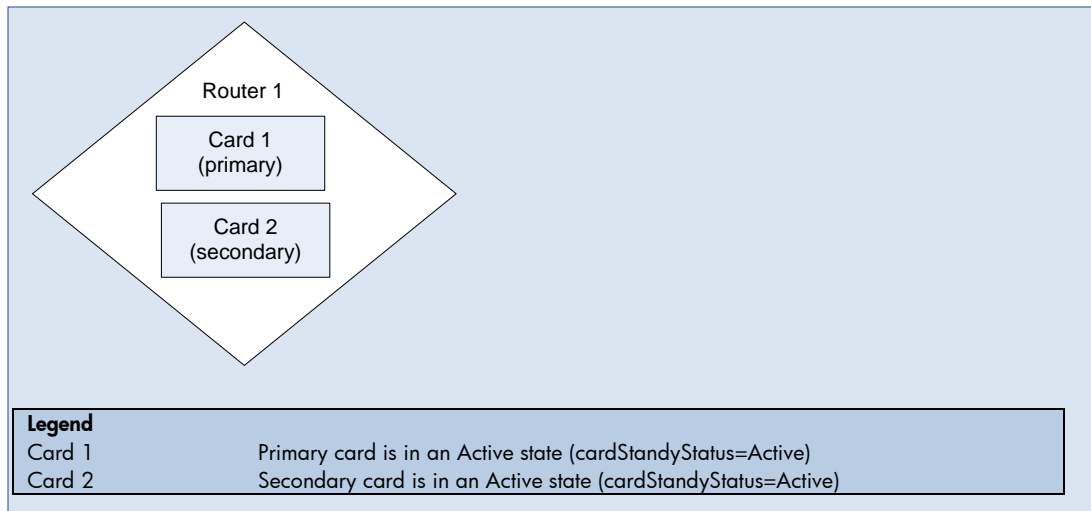 Router 1
Card 1
(primary)
Card 2
(secondary)
Legend
Card 1 Primary card is in an Active state (cardStandyStatus=Active)
Card 2 Secondary card is in an Active state (cardStandyStatus=Active)